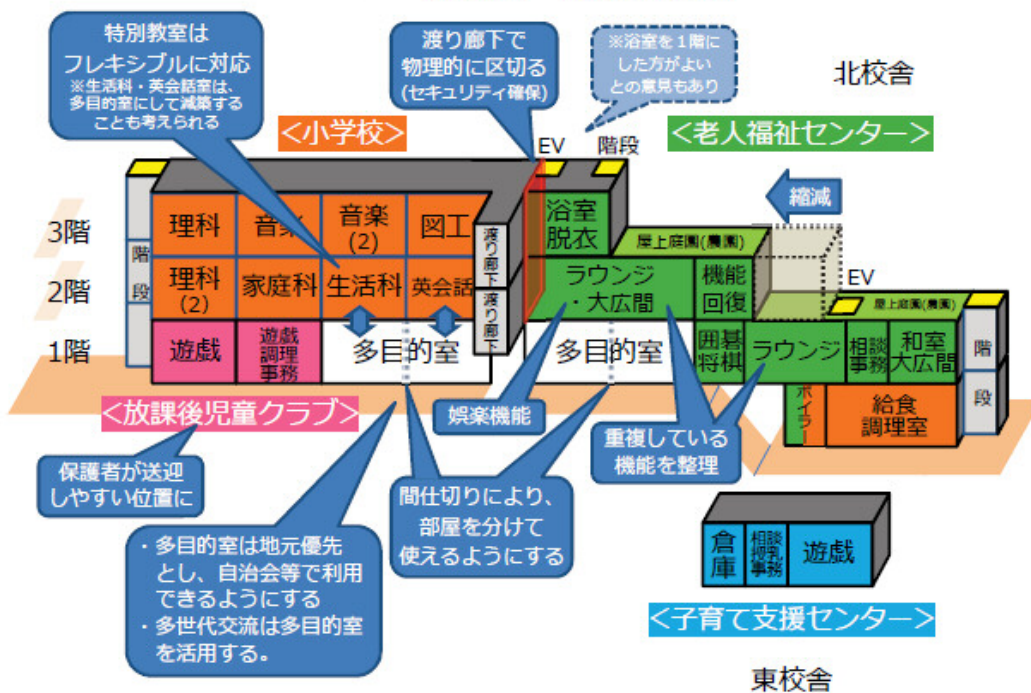 特別教室は
フレキシブルに対応
※生活科・英会話室は、
多目的室にして減築する
ことも考えられる
渡り廊下で
物理的に区切る
(セキュリティ確保)
※浴室を１階に
した方がよい
との意見もあり
北校舎
＜小学校＞
EV
階段
＜老人福祉センター＞
縮減
3階
理科
音楽
音楽
(2)
図工
渡り廊下
浴室
脱衣
屋上庭園(農園)
2階
階段
理科
(2)
家庭科
生活科
英会話
渡り廊下
ラウンジ
・大広間
機能
回復
EV
屋上庭園(農園)
1階
遊戯
遊戯
調理
事務
多目的室
多目的室
囲碁
将棋
ラウンジ
相談
事務
和室
大広間
階段
ボイラー
給食
調理室
＜放課後児童クラブ＞
娯楽機能
重複している
機能を整理
保護者が送迎
しやすい位置に
間仕切りにより、
部屋を分けて
使えるようにする
・多目的室は地元優先
とし、自治会等で利用
できるようにする
・多世代交流は多目的室
を活用する。
倉庫
相談
授乳
事務
遊戯
＜子育て支援センター＞
東校舎